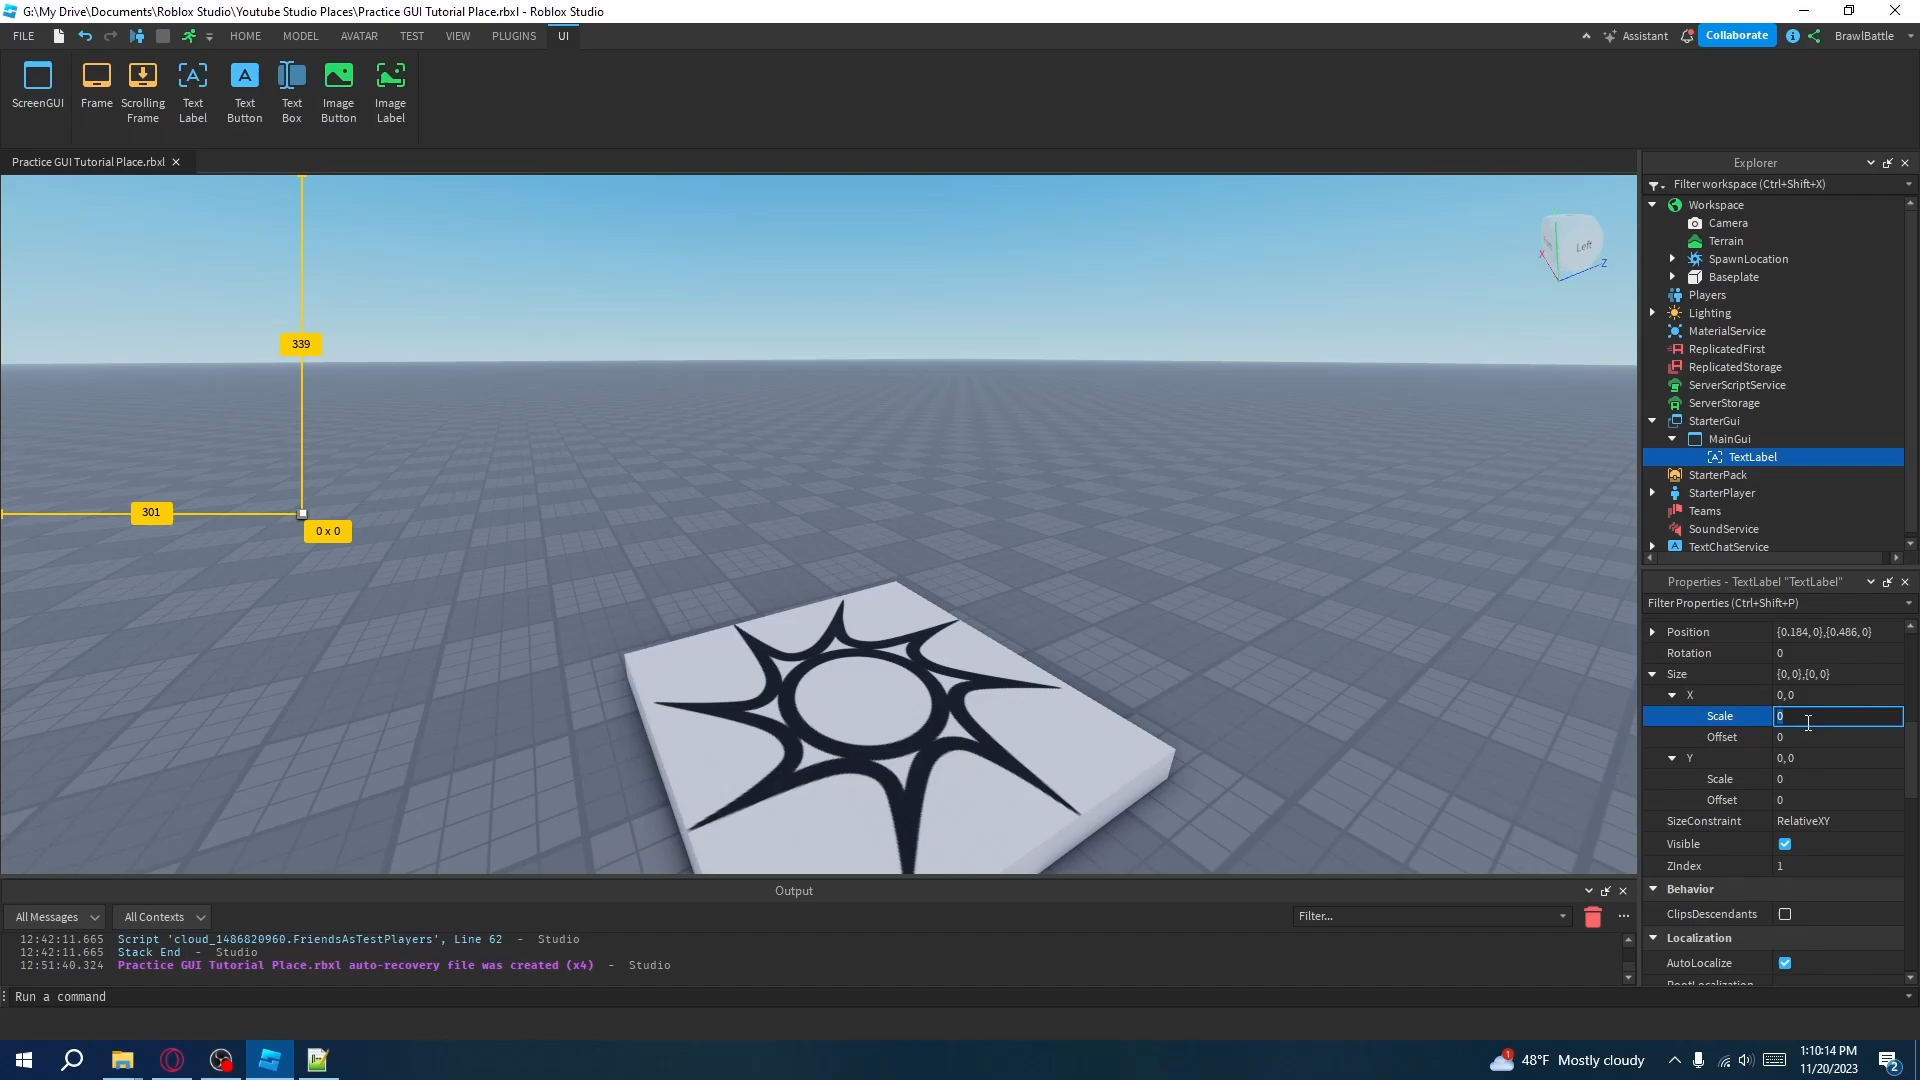 G:\My Drive\Documents\Roblox Studio\Youtube Studio Places\Practice GUI Tutorial Place.rbxl - Roblox Studio
FILE HOME MODEL AVATAR TEST VIEW PLUGINS UI Assistant Collaborate BrawlBattle
ScreenGUI
Frame
Scrolling Frame
Text Label
Text Button
Text Box
Image Button
Image Label
Practice GUI Tutorial Place.rbxl
339
301
0 x 0
Left
X
Z
Explorer
Filter workspace (Ctrl+Shift+X)
Workspace
Camera
Terrain
SpawnLocation
Baseplate
Players
Lighting
MaterialService
ReplicatedFirst
ReplicatedStorage
ServerScriptService
ServerStorage
StarterGui
MainGui
TextLabel
StarterPack
StarterPlayer
Teams
SoundService
TextChatService
Properties - TextLabel "TextLabel"
Filter Properties (Ctrl+Shift+P)
Position {0.184, 0},{0.486, 0}
Rotation 0
Size {0, 0},{0, 0}
X 0, 0
Scale 0
Offset 0
Y 0, 0
Scale 0
Offset 0
SizeConstraint RelativeXY
Visible
ZIndex 1
Behavior
ClipsDescendants
Localization
AutoLocalize
RootLocalization
Output
All Messages All Contexts Filter...
12:42:11.665 Script 'cloud_1486820960.FriendsAsTestPlayers', Line 62 - Studio
12:42:11.665 Stack End - Studio
12:51:40.324 Practice GUI Tutorial Place.rbxl auto-recovery file was created (x4) - Studio
Run a command
48°F Mostly cloudy
1:10:14 PM
11/20/2023
1
2